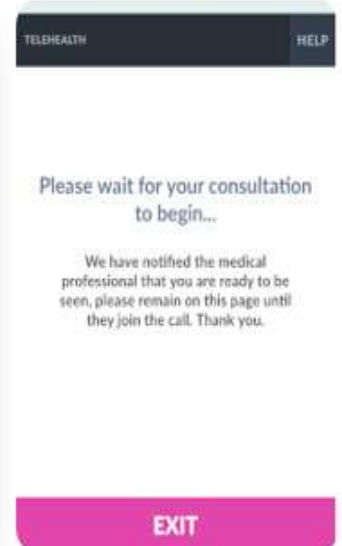 TELEHEALTH
HELP
Please wait for your consultation
to begin...
We have notified the medical
professional that you are ready to be
seen, please remain on this page until
they join the call. Thank you.
EXIT